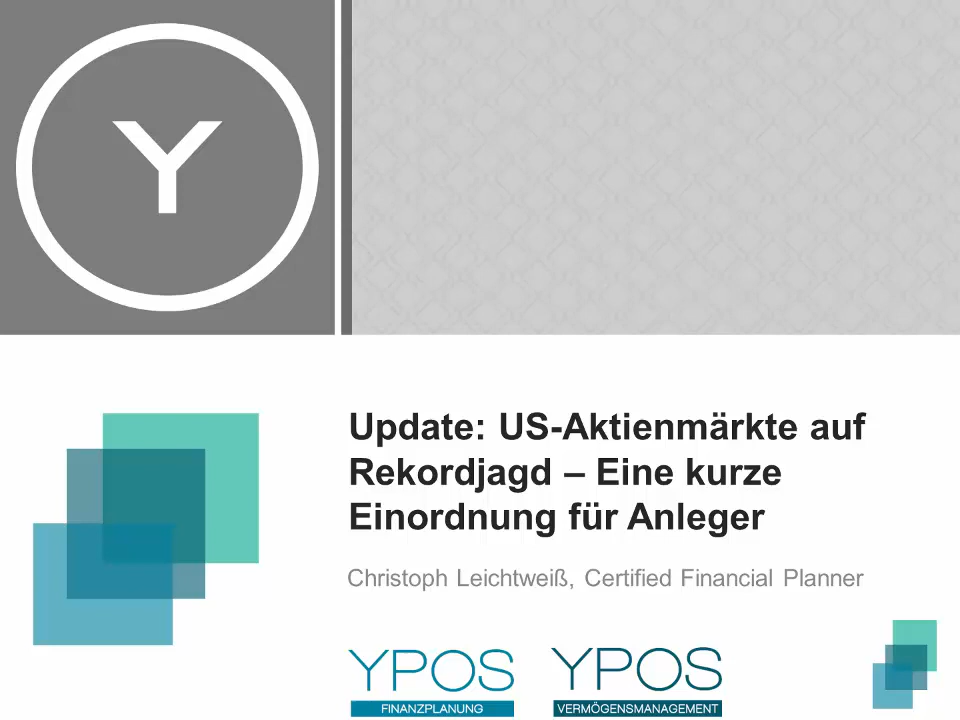 Y
Update: US-Aktienmärkte auf
Rekordjagd – Eine kurze
Einordnung für Anleger
Christoph Leichtweiß, Certified Financial Planner
YPOS YPOS
FINANZPLANUNG VERMÖGENSMANAGEMENT